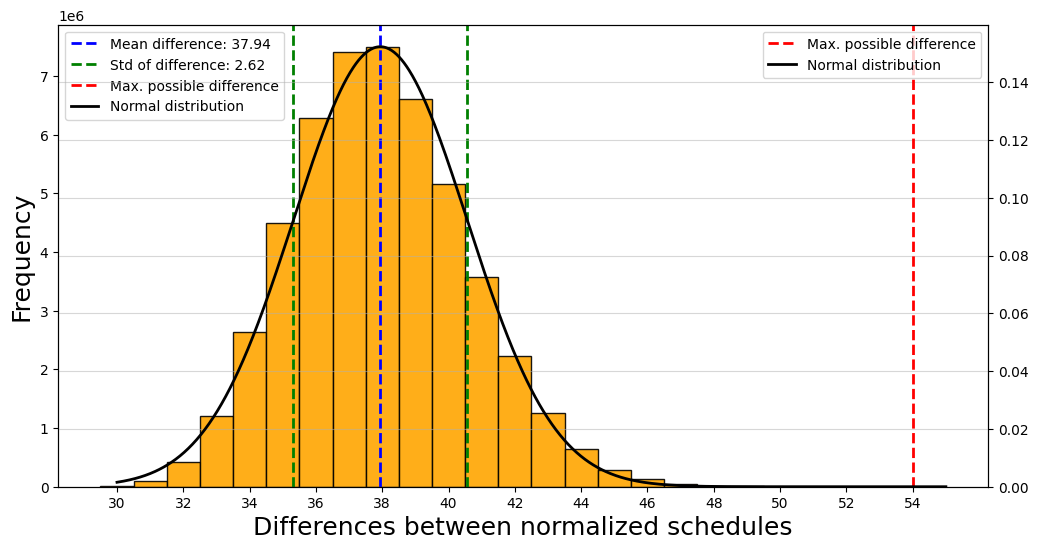 1e6
Mean difference: 37.94
Std of difference: 2.62
Max. possible difference
Normal distribution
Max. possible difference
Normal distribution
Frequency
7
6
5
4
3
2
1
0
0.14
0.12
0.10
0.08
0.06
0.04
0.02
0.00
30 32 34 36 38 40 42 44 46 48 50 52 54
Differences between normalized schedules